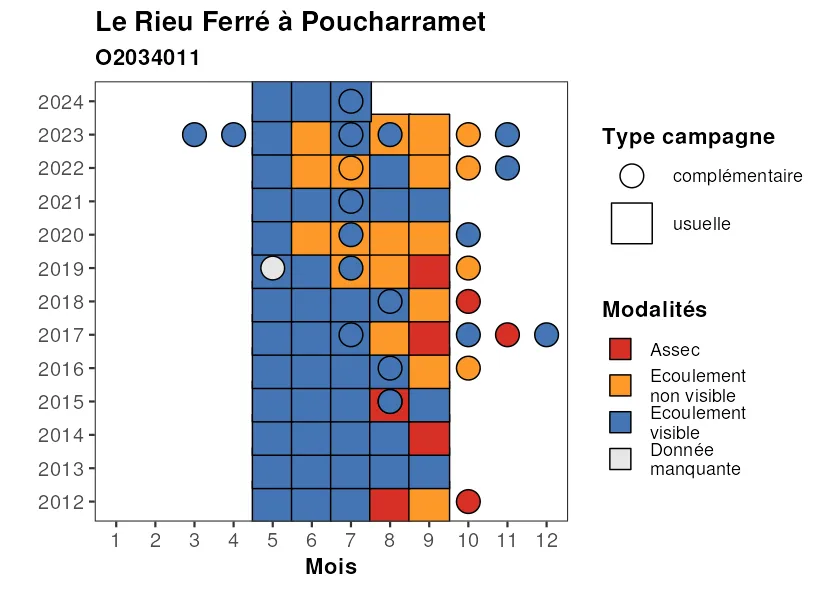 Le Rieu Ferré à Poucharramet
O2034011
2024
2023
2022
2021
2020
2019
2018
2017
2016
2015
2014
2013
2012
1 2 3 4 5 6 7 8 9 10 11 12
Mois
Type campagne
complémentaire
usuelle
Modalités
Assec
Ecoulement
non visible
Ecoulement
visible
Donnée
manquante